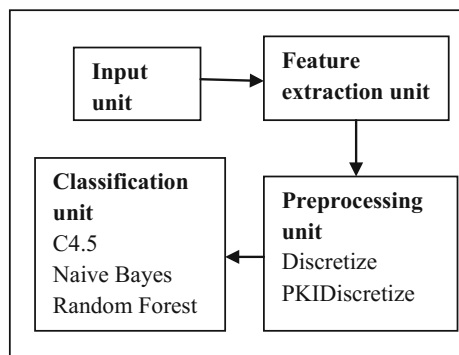 Input
unit
Feature
extraction unit
Preprocessing
unit
Discretize
PKIDiscretize
Classification
unit
C4.5
Naive Bayes
Random Forest